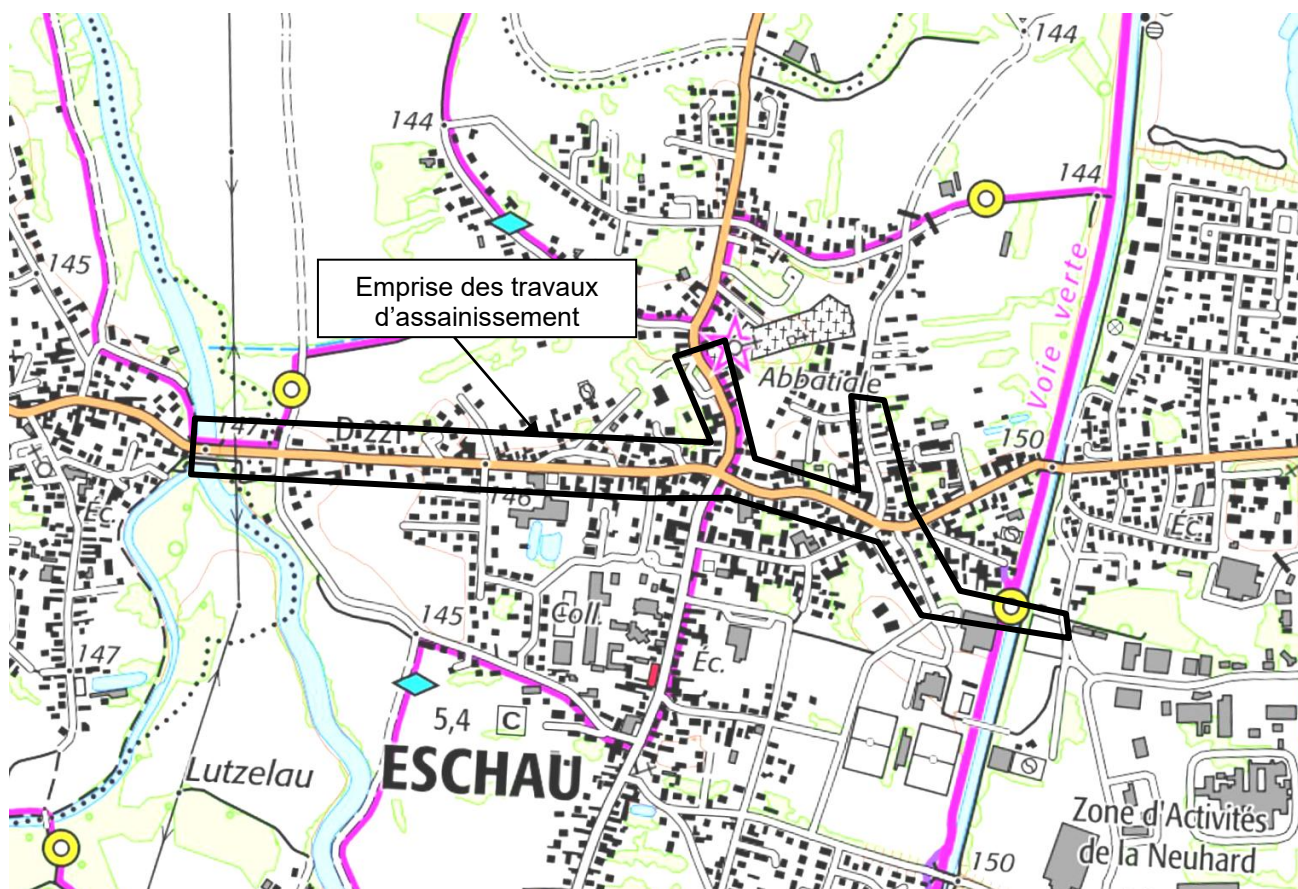 144
144
144
145
Emprise des travaux
d'assainissement
Voie verte
Abbatiale
147
D 221
150
146
Éc.
Éc.
Coll.
145
Éc.
147
5,4
C
Lutzelau
ESCHAU
Zone d'Activités
de la Neuhard
150